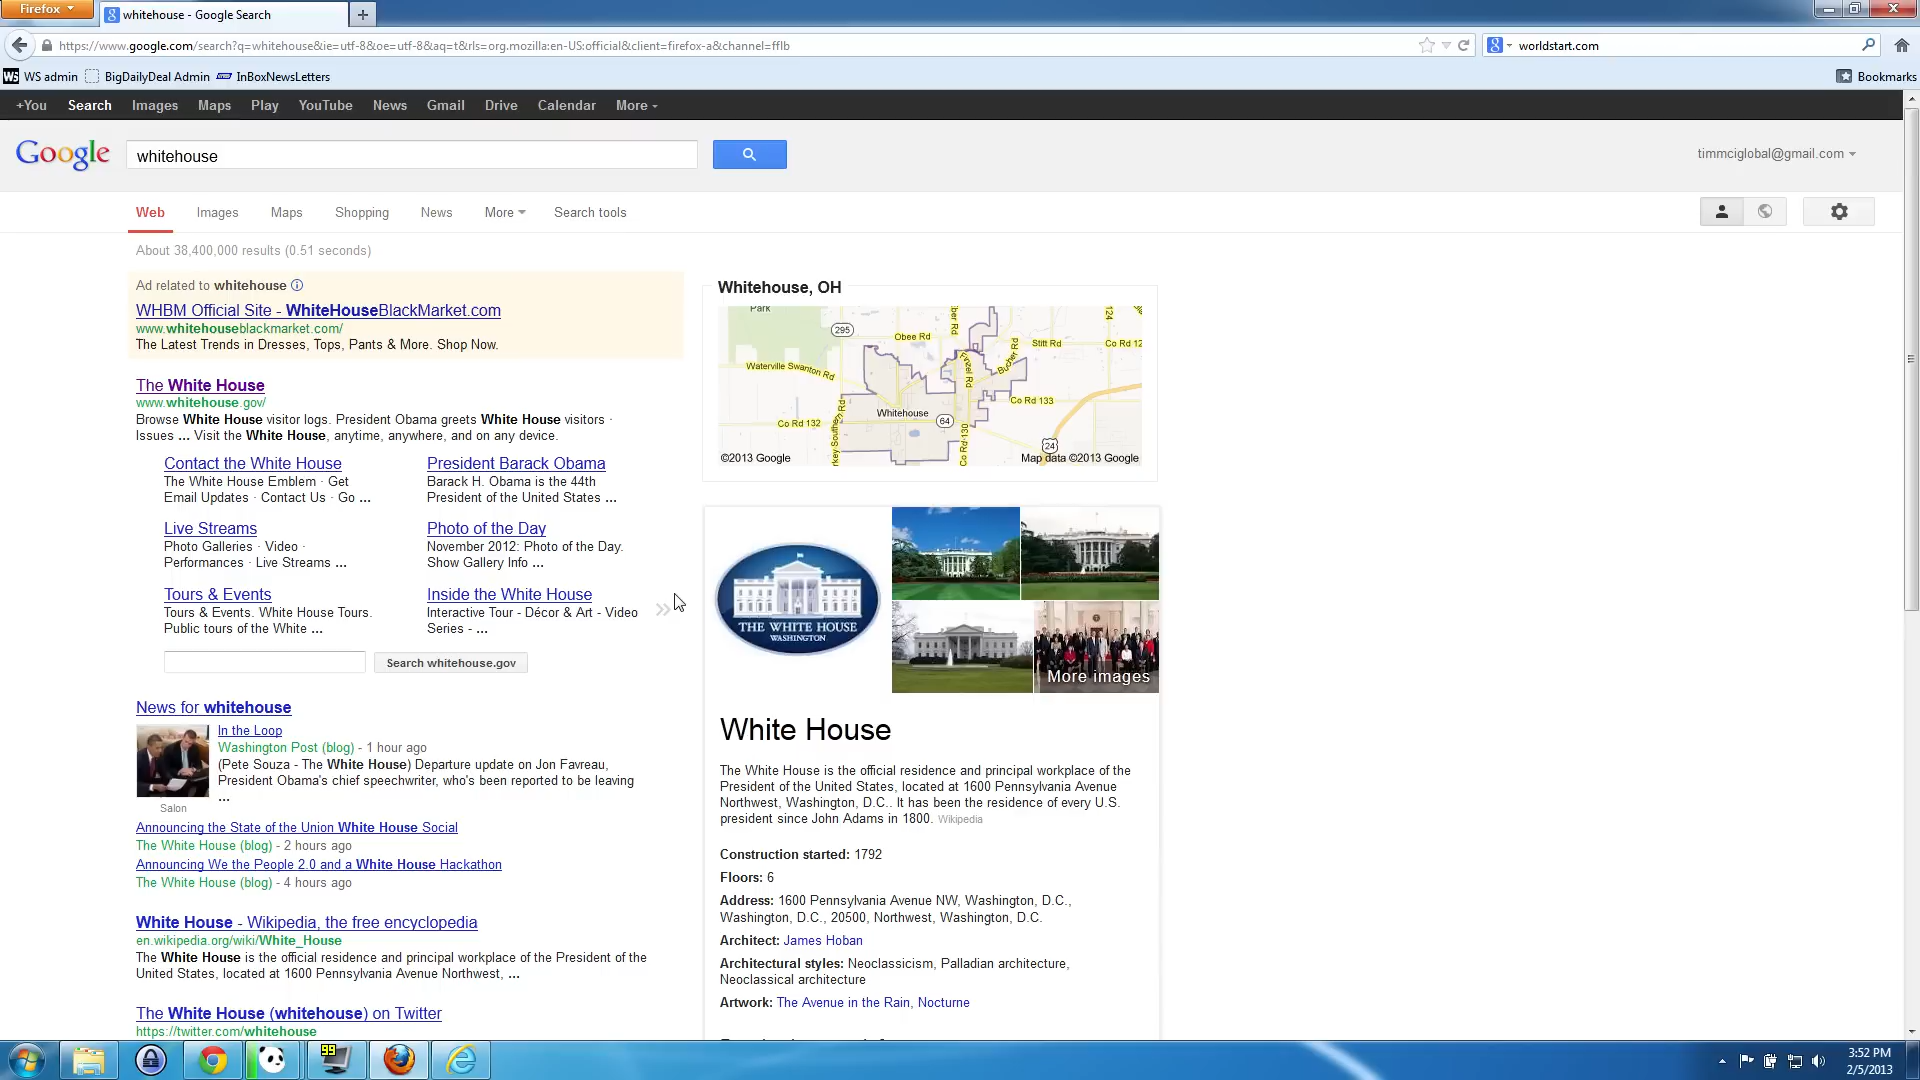 Firefox
whitehouse - Google Search
https://www.google.com/search?q=whitehouse&ie=utf-8&oe=utf-8&aq=t&rls=org.mozilla:en-US:official&client=firefox-a&channel=fflb
worldstart.com
WS admin
BigDailyDeal Admin
InBoxNewsLetters
Bookmarks
+You Search Images Maps Play YouTube News Gmail Drive Calendar More
Google
whitehouse
timmciglobal@gmail.com
Web Images Maps Shopping News More Search tools
About 38,400,000 results (0.51 seconds)
Ad related to whitehouse
WHBM Official Site - WhiteHouseBlackMarket.com
www.whitehouseblackmarket.com/
The Latest Trends in Dresses, Tops, Pants & More. Shop Now.
The White House
www.whitehouse.gov/
Browse White House visitor logs. President Obama greets White House visitors ·
Issues ... Visit the White House, anytime, anywhere, and on any device.
Contact the White House
The White House Emblem · Get
Email Updates · Contact Us · Go ...
President Barack Obama
Barack H. Obama is the 44th
President of the United States ...
Live Streams
Photo Galleries · Video ·
Performances · Live Streams ...
Photo of the Day
November 2012: Photo of the Day.
Show Gallery Info ...
Tours & Events
Tours & Events. White House Tours.
Public tours of the White ...
Inside the White House
Interactive Tour - Décor & Art - Video
Series - ...
Search whitehouse.gov
News for whitehouse
In the Loop
Washington Post (blog) - 1 hour ago
(Pete Souza - The White House) Departure update on Jon Favreau,
President Obama's chief speechwriter, who's been reported to be leaving
...
Salon
Announcing the State of the Union White House Social
The White House (blog) - 2 hours ago
Announcing We the People 2.0 and a White House Hackathon
The White House (blog) - 4 hours ago
White House - Wikipedia, the free encyclopedia
en.wikipedia.org/wiki/White_House
The White House is the official residence and principal workplace of the President of the
United States, located at 1600 Pennsylvania Avenue Northwest, ...
The White House (whitehouse) on Twitter
https://twitter.com/whitehouse
Whitehouse, OH
Park
295
Obee Rd
Stitt Rd
124
Co Rd 12
Waterville Swanton Rd
Finzel Rd
Bucher Rd
Co Rd 133
Whitehouse
64
Co Rd 132
Co Rd 130
24
©2013 Google
Map data ©2013 Google
THE WHITE HOUSE
WASHINGTON
More images
White House
The White House is the official residence and principal workplace of the
President of the United States, located at 1600 Pennsylvania Avenue
Northwest, Washington, D.C.. It has been the residence of every U.S.
president since John Adams in 1800. Wikipedia
Construction started: 1792
Floors: 6
Address: 1600 Pennsylvania Avenue NW, Washington, D.C.,
Washington, D.C., 20500, Northwest, Washington, D.C.
Architect: James Hoban
Architectural styles: Neoclassicism, Palladian architecture,
Neoclassical architecture
Artwork: The Avenue in the Rain, Nocturne
99
3:52 PM
2/5/2013